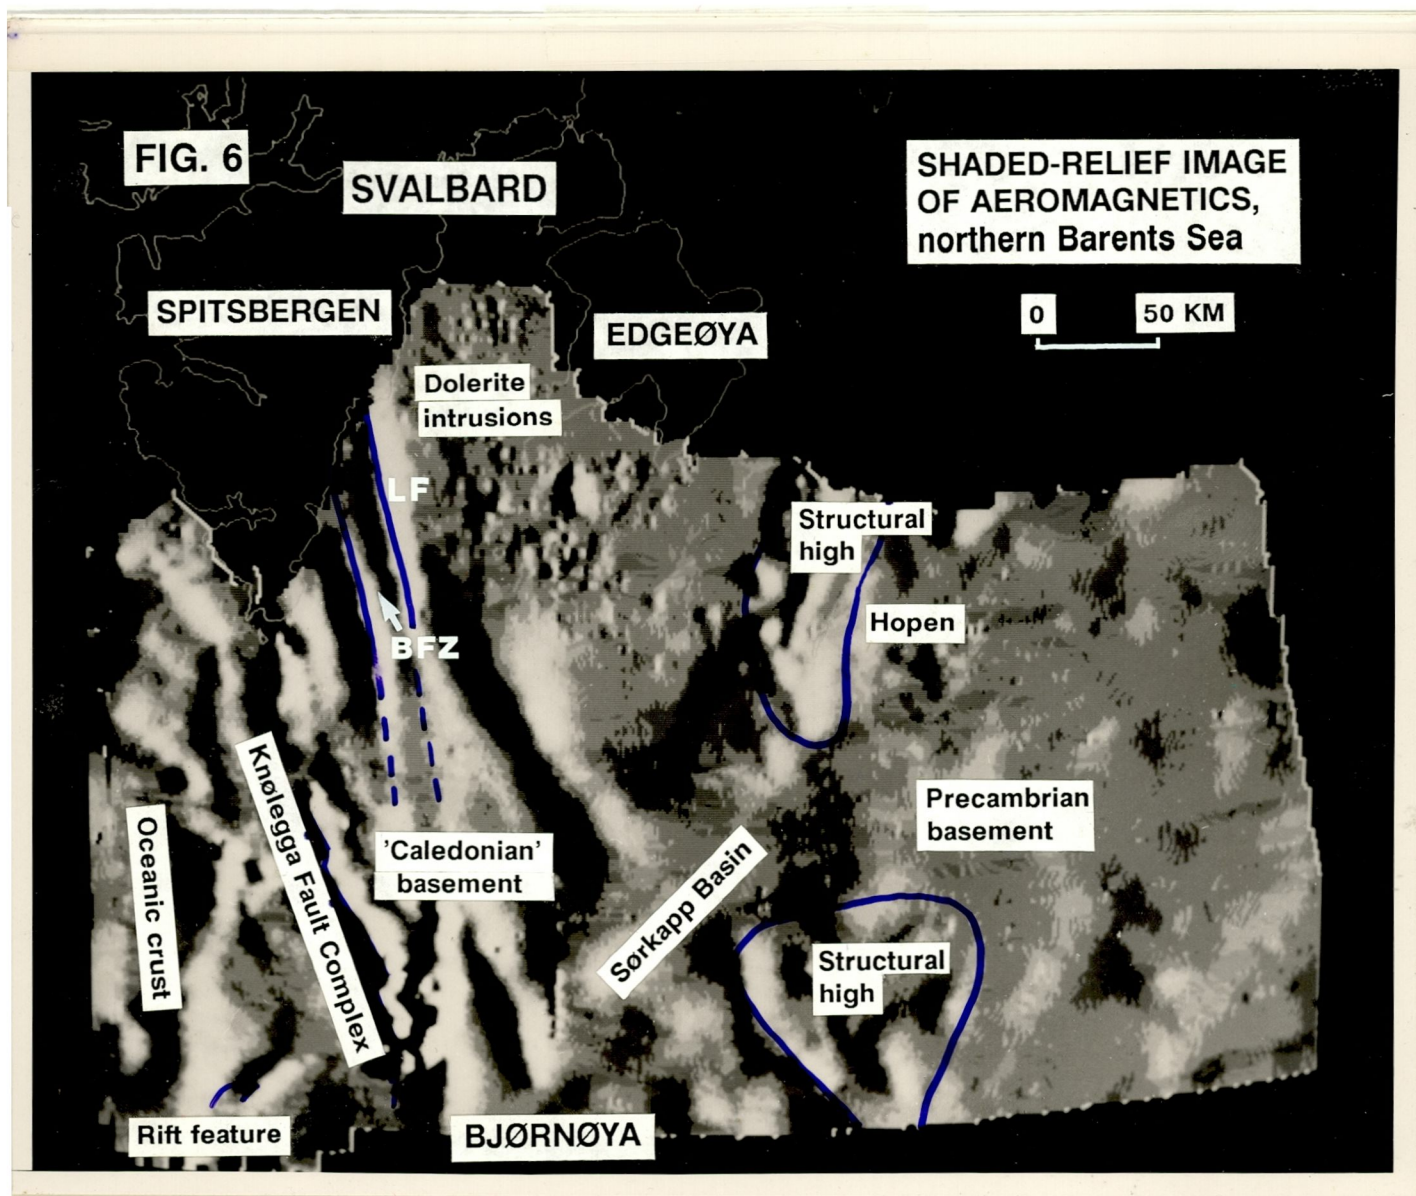 FIG. 6
SVALBARD
SHADED-RELIEF IMAGE
OF AEROMAGNETICS,
northern Barents Sea
SPITSBERGEN
0
50 KM
EDGEØYA
Dolerite
intrusions
LF
Structural
high
Hopen
BFZ
Knølegga Fault Complex
Oceanic crust
'Caledonian'
basement
Precambrian
basement
Sørkapp Basin
Structural
high
Rift feature
BJØRNØYA